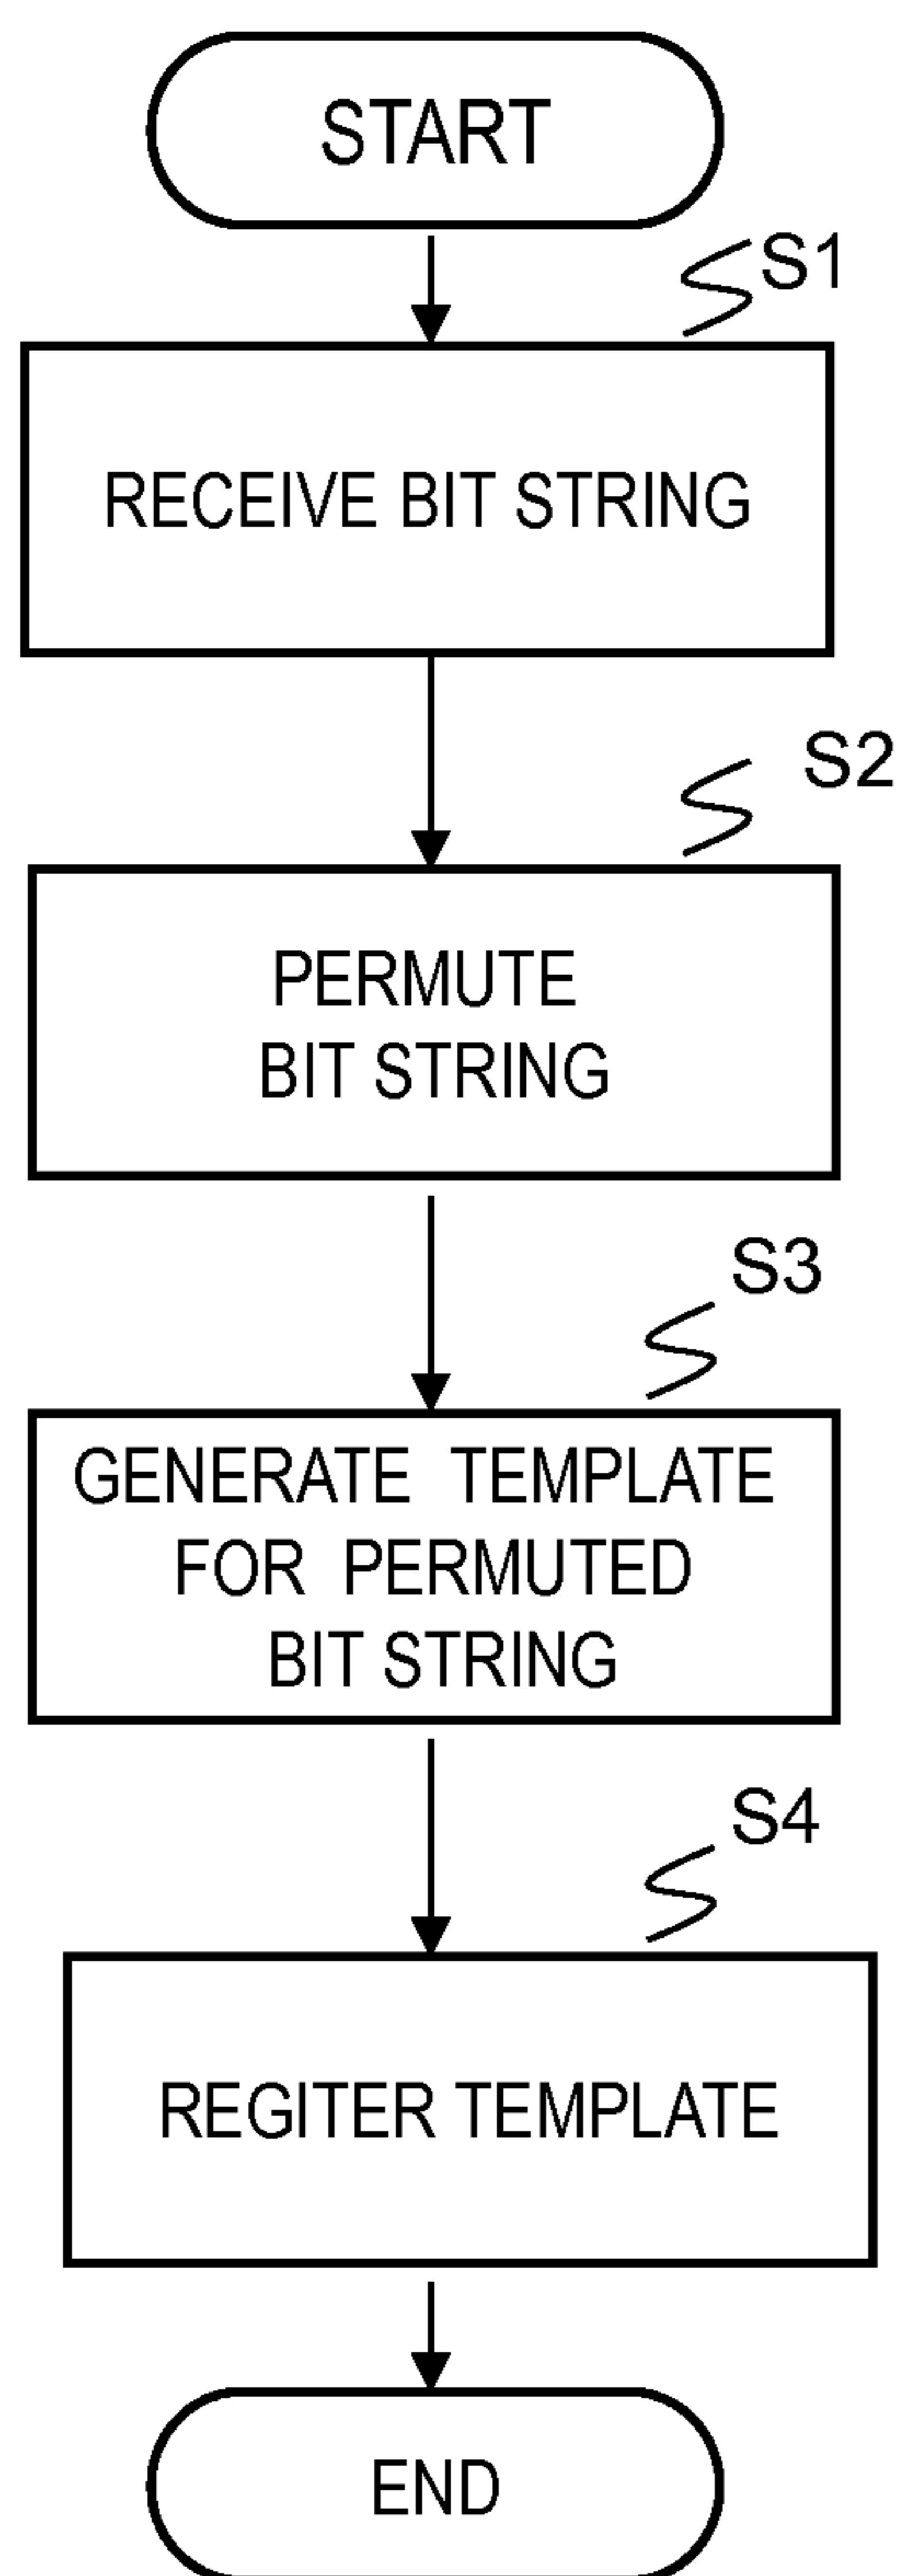 START
S1
RECEIVE BIT STRING
S2
PERMUTE
BIT STRING
S3
GENERATE TEMPLATE
FOR PERMUTED
BIT STRING
S4
REGITER TEMPLATE
END